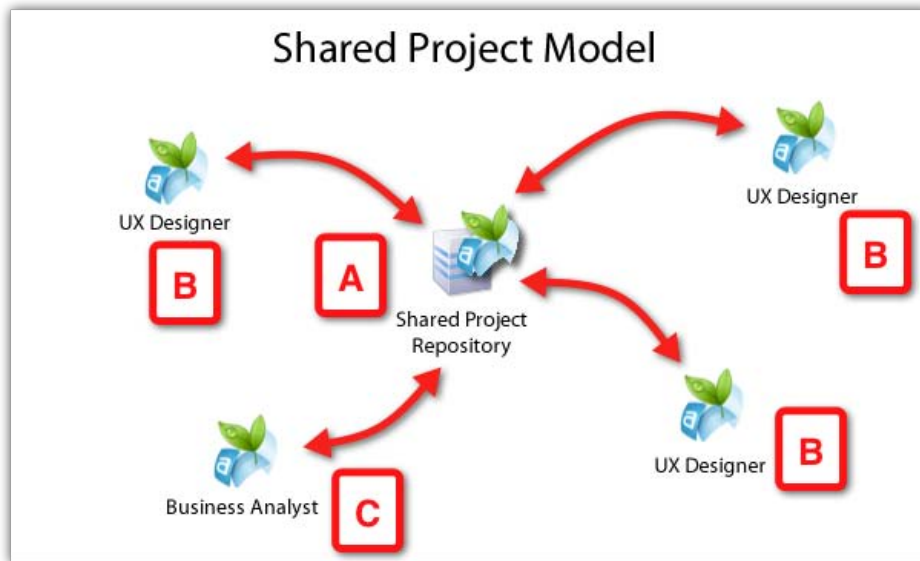 Shared Project Model
UX Designer
B
UX Designer
B
A
Shared Project
Repository
UX Designer
B
Business Analyst
C
a
a
a
a
a